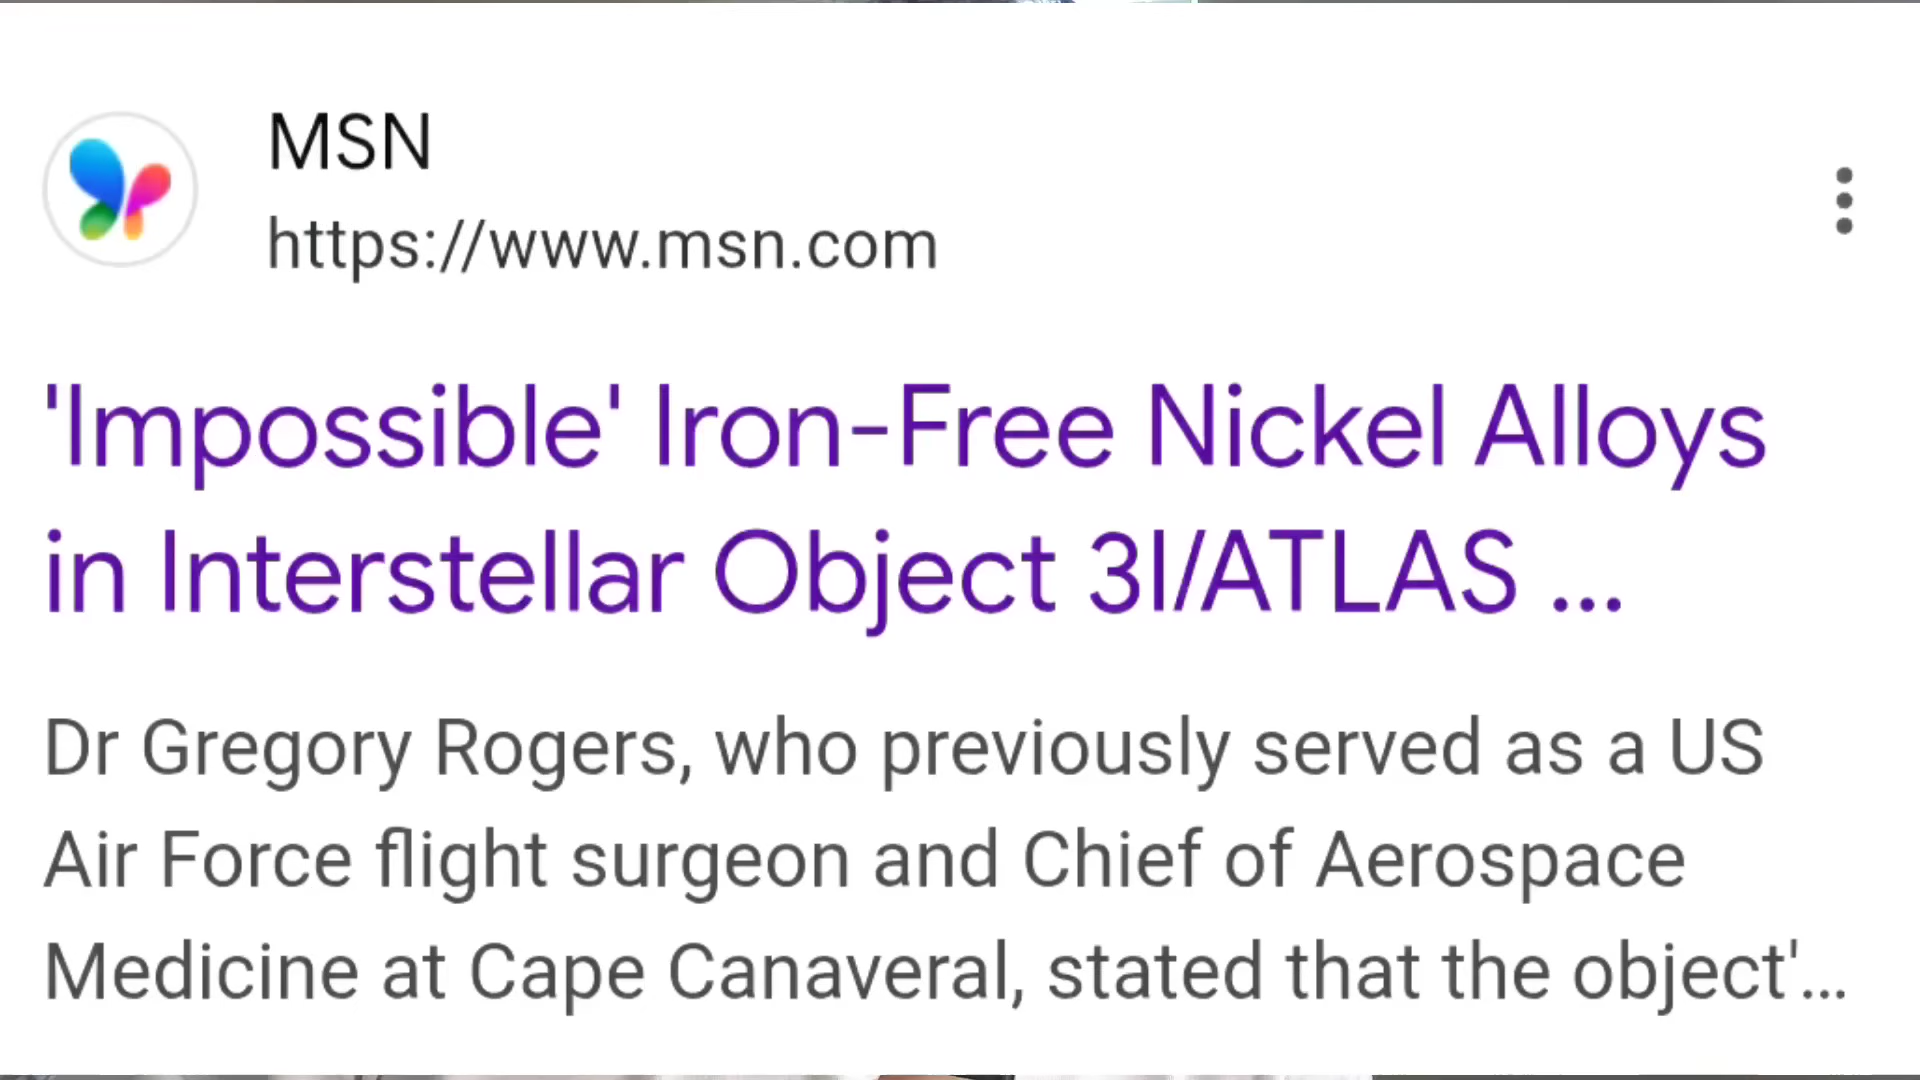 MSN
https://www.msn.com
'Impossible' Iron-Free Nickel Alloys
in Interstellar Object 3I/ATLAS ...
Dr Gregory Rogers, who previously served as a US
Air Force flight surgeon and Chief of Aerospace
Medicine at Cape Canaveral, stated that the object'...